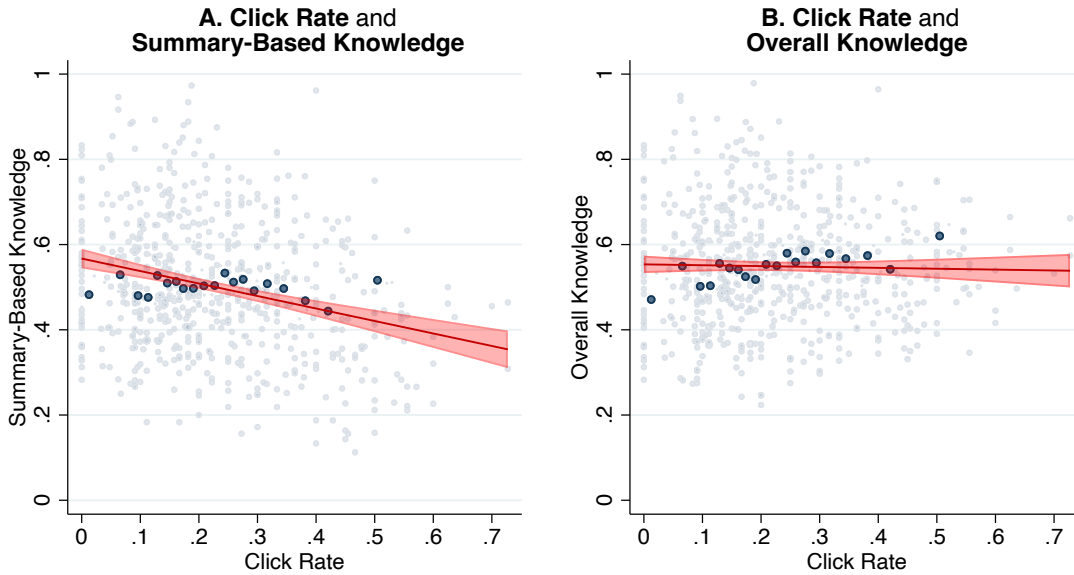 A. Click Rate and
Summary-Based Knowledge
Summary-Based Knowledge
1
.8
.6
.4
.2
0
0 .1 .2 .3 .4 .5 .6 .7
Click Rate
B. Click Rate and
Overall Knowledge
Overall Knowledge
1
.8
.6
.4
.2
0
0 .1 .2 .3 .4 .5 .6 .7
Click Rate